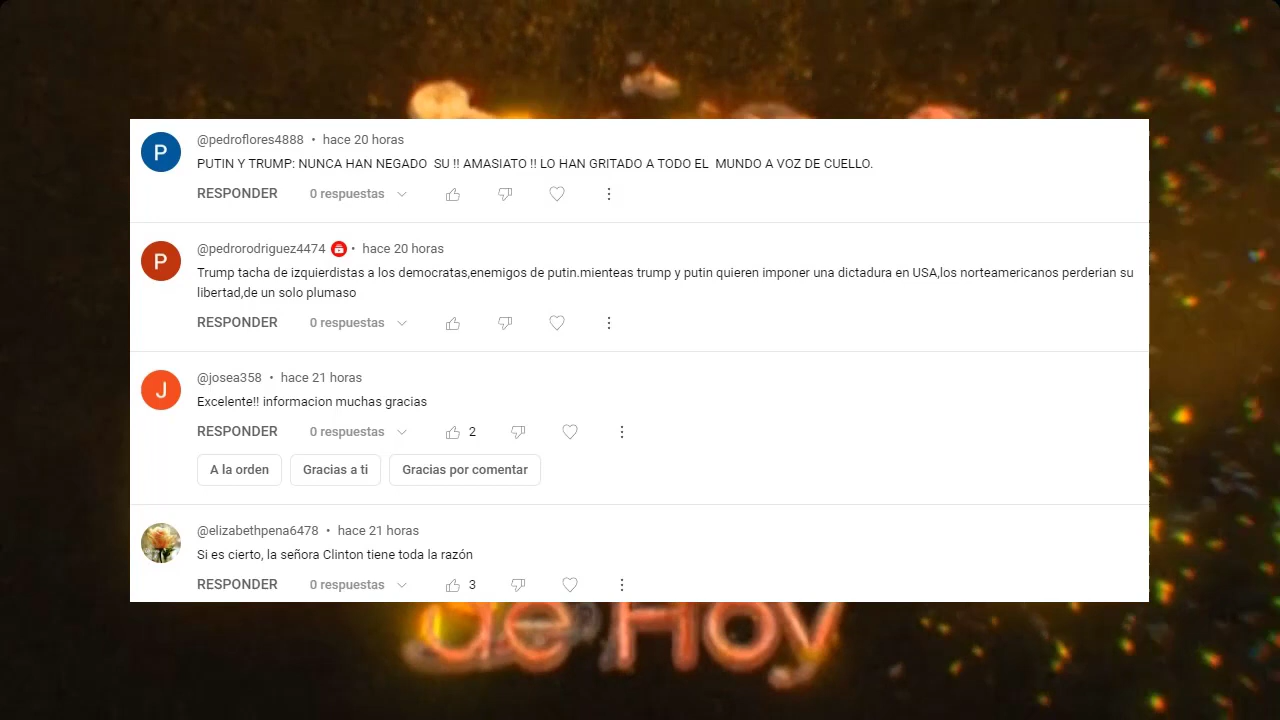 P
@pedroflores4888 • hace 20 horas
PUTIN Y TRUMP: NUNCA HAN NEGADO SU !! AMASIATO !! LO HAN GRITADO A TODO EL MUNDO A VOZ DE CUELLO.
RESPONDER 0 respuestas
P
@pedrorodriguez4474 • hace 20 horas
Trump tacha de izquierdistas a los democratas,enemigos de putin.mienteas trump y putin quieren imponer una dictadura en USA,los norteamericanos perderian su
libertad,de un solo plumaso
RESPONDER 0 respuestas
J
@josea358 • hace 21 horas
Excelente!! informacion muchas gracias
RESPONDER 0 respuestas 2
A la orden Gracias a ti Gracias por comentar
@elizabethpena6478 • hace 21 horas
Si es cierto, la señora Clinton tiene toda la razón
RESPONDER 0 respuestas 3
de Hoy